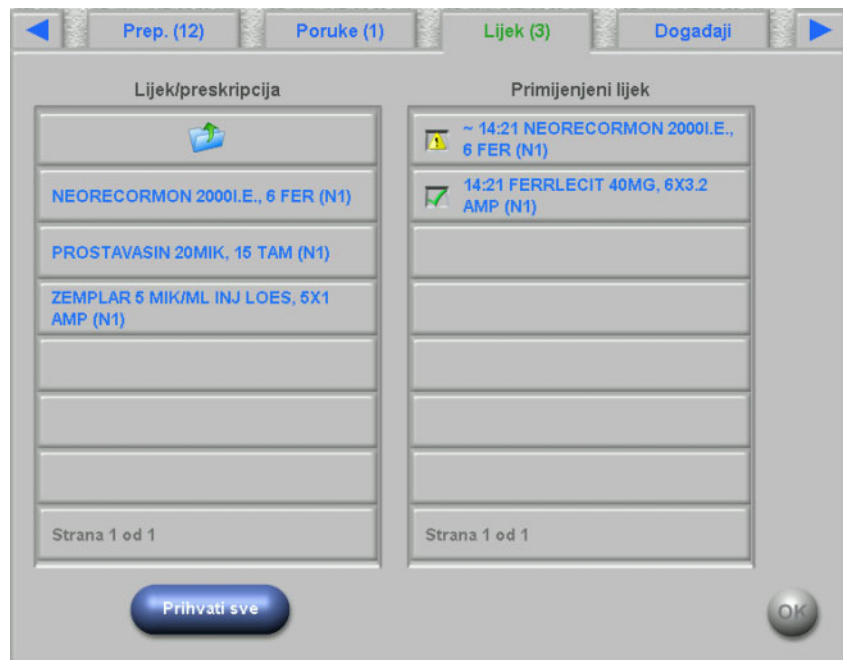 Prep. (12)
Poruke (1)
Lijek (3)
Događaji
Lijek/preskripcija
NEORECORMON 2000I.E., 6 FER (N1)
PROSTAVASIN 20MIK, 15 TAM (N1)
ZEMPLAR 5 MIK/ML INJ LOES, 5X1
AMP (N1)
Strana 1 od 1
Primijenjeni lijek
~ 14:21 NEORECORMON 2000I.E.,
6 FER (N1)
14:21 FERRLECIT 40MG, 6X3.2
AMP (N1)
Strana 1 od 1
Prihvati sve
OK